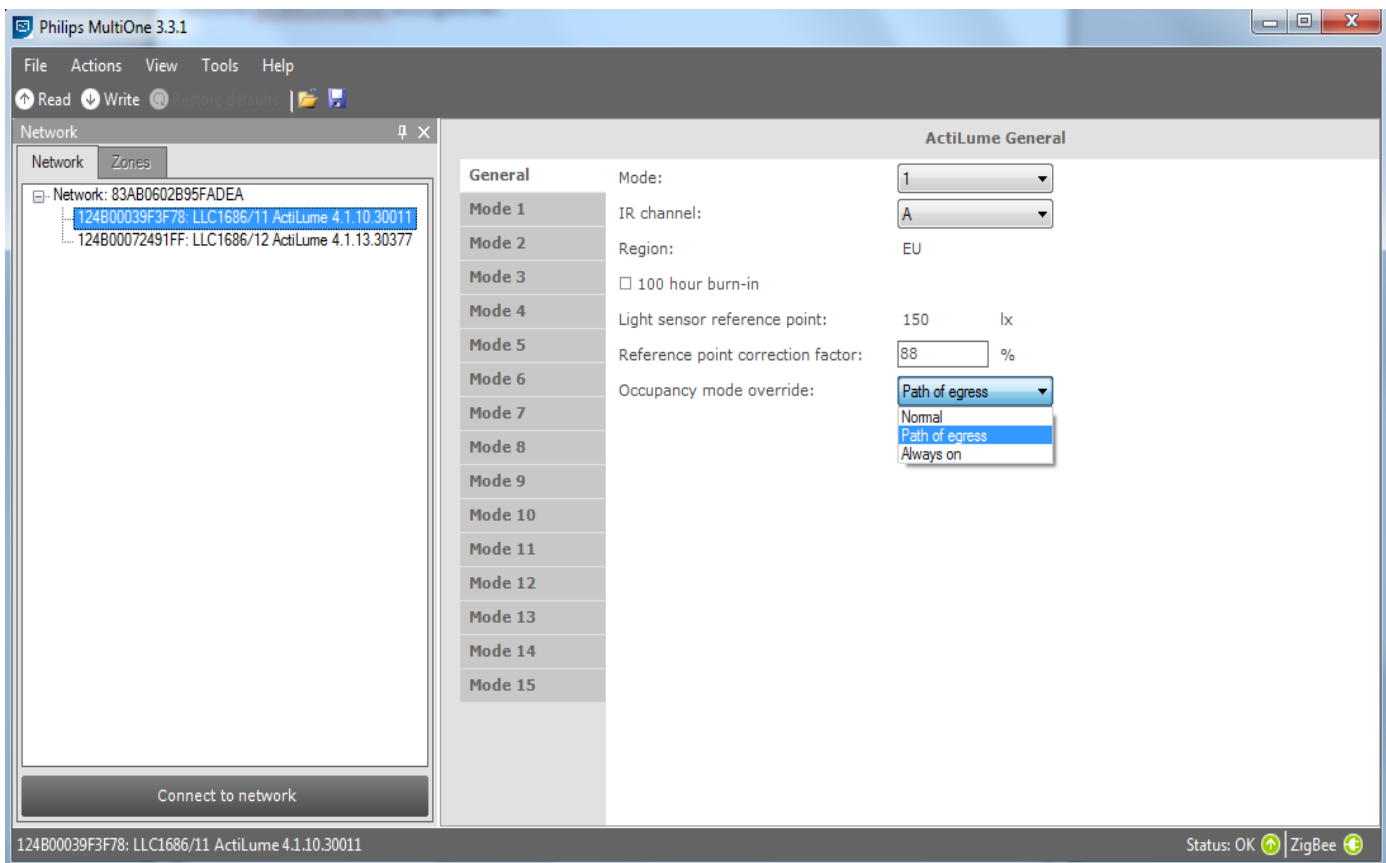 Philips MultiOne 3.3.1
File Actions View Tools Help
Read Write Restore defaults
Network
Network Zones
Network: 83AB0602B95FADEA
124B00039F3F78: LLC1686/11 ActiLume 4.1.10.30011
124B00072491FF: LLC1686/12 ActiLume 4.1.13.30377
Connect to network
ActiLume General
General
Mode 1
Mode 2
Mode 3
Mode 4
Mode 5
Mode 6
Mode 7
Mode 8
Mode 9
Mode 10
Mode 11
Mode 12
Mode 13
Mode 14
Mode 15
Mode: 1
IR channel: A
Region: EU
100 hour burn-in
Light sensor reference point: 150 lx
Reference point correction factor: 88 %
Occupancy mode override: Path of egress
Normal
Path of egress
Always on
124B00039F3F78: LLC1686/11 ActiLume 4.1.10.30011
Status: OK ZigBee